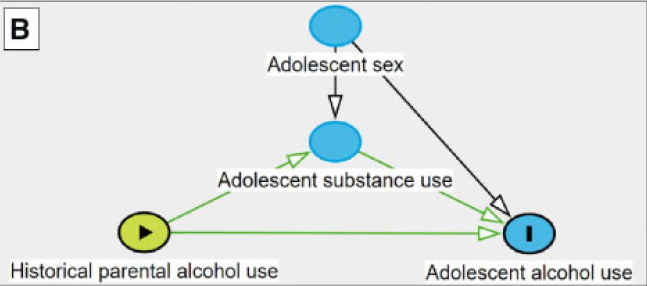 B
Adolescent sex
Adolescent substance use
Historical parental alcohol use
Adolescent alcohol use